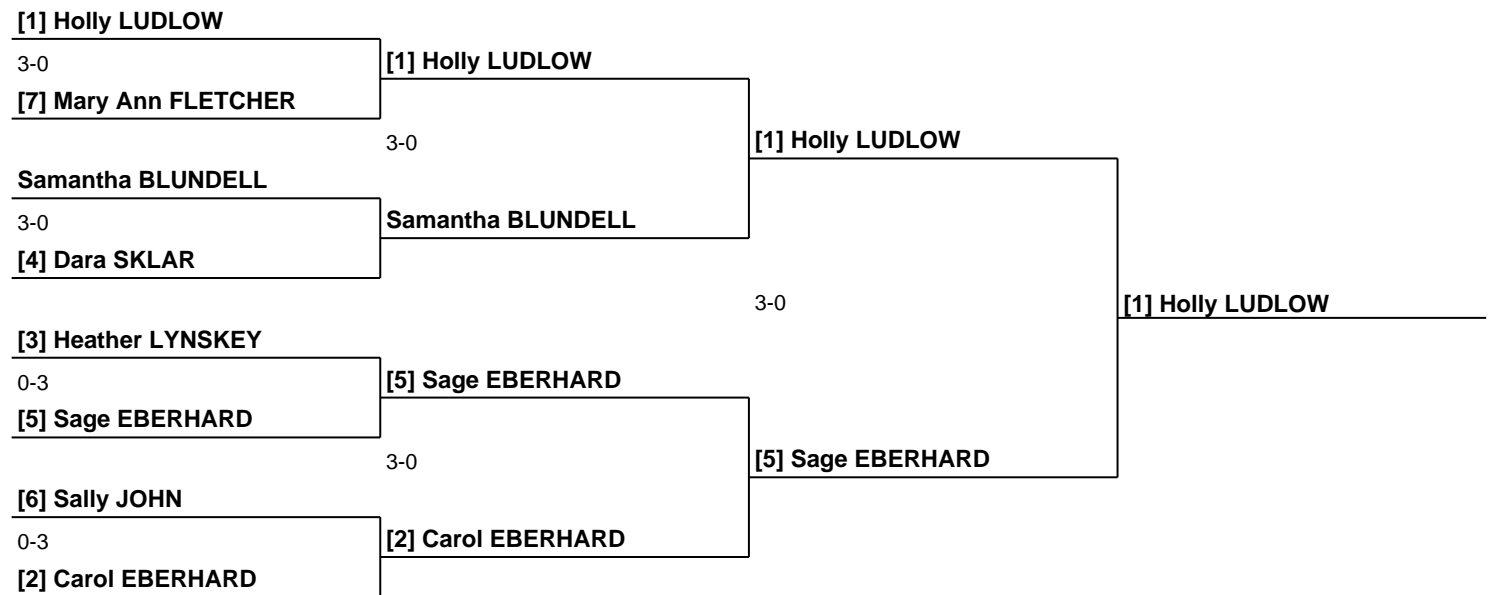 [1] Holly LUDLOW
3-0
[1] Holly LUDLOW
[7] Mary Ann FLETCHER
3-0
[1] Holly LUDLOW
Samantha BLUNDELL
3-0
Samantha BLUNDELL
[4] Dara SKLAR
3-0
[1] Holly LUDLOW
[3] Heather LYNSKEY
0-3
[5] Sage EBERHARD
[5] Sage EBERHARD
3-0
[5] Sage EBERHARD
[6] Sally JOHN
0-3
[2] Carol EBERHARD
[2] Carol EBERHARD